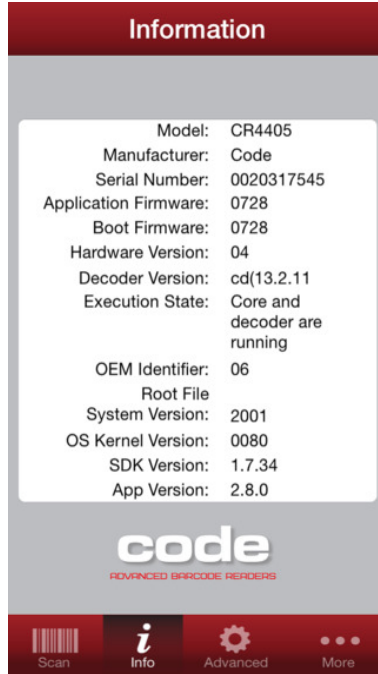 Information
Model: CR4405
Manufacturer: Code
Serial Number: 0020317545
Application Firmware: 0728
Boot Firmware: 0728
Hardware Version: 04
Decoder Version: cd(13.2.11
Execution State: Core and
decoder are
running
OEM Identifier: 06
Root File
System Version: 2001
OS Kernel Version: 0080
SDK Version: 1.7.34
App Version: 2.8.0
code
ADVANCED BARCODE READERS
Scan Info Advanced More